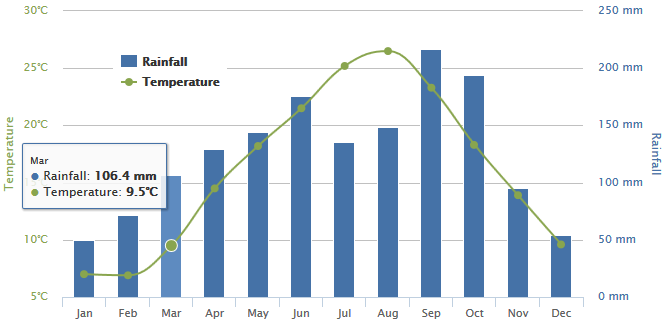 30°C
250 mm
25°C
200 mm
Rainfall
Temperature
20°C
150 mm
Temperature
Rainfall
Mar
Rainfall: 106.4 mm
Temperature: 9.5°C
100 mm
10°C
50 mm
5°C
0 mm
Jan Feb Mar Apr May Jun Jul Aug Sep Oct Nov Dec